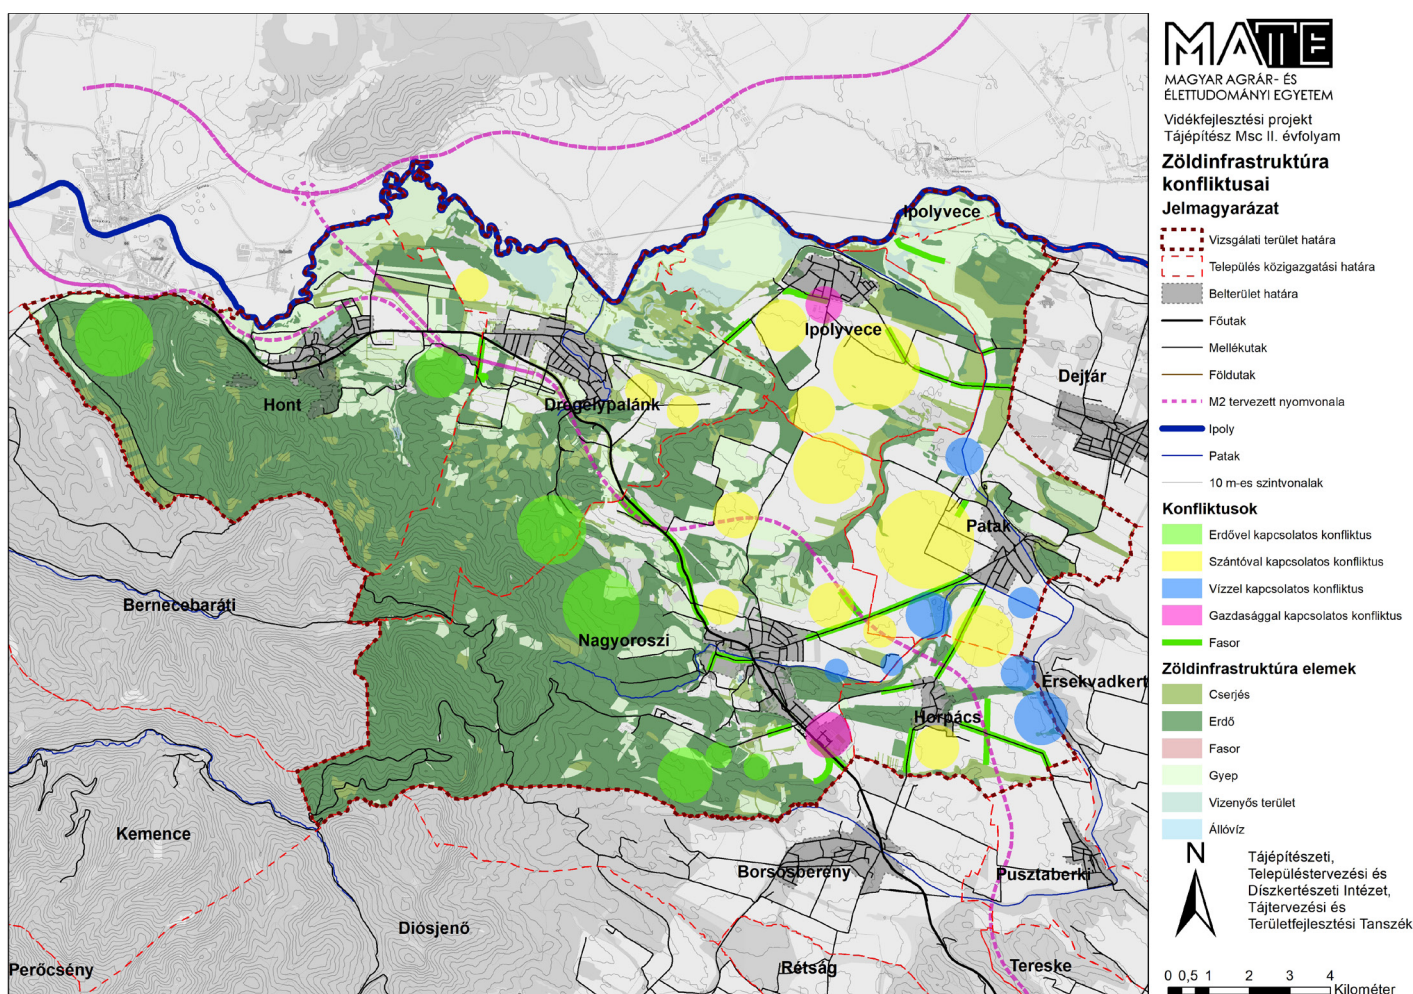 Ipolyvece
Ipolyvece
Dejtár
Hont
Drégelypalánk
Patak
Bernecebaráti
Nagyoroszi
Érsekvadkert
Horpács
Kemence
Borsosberény
Pusztaberki
Diósjenő
Perőcsény
Rétság
Tereske
MATE
MAGYAR AGRÁR- ÉS
ÉLETTUDOMÁNYI EGYETEM
Vidékfejlesztési projekt
Tájépítész Msc II. évfolyam
Zöldinfrastruktúra
konfliktusai
Jelmagyarázat
Vizsgálati terület határa
Település közigazgatási határa
Belterület határa
Főutak
Mellékutak
Földutak
M2 tervezett nyomvonala
Ipoly
Patak
10 m-es szintvonalak
Konfliktusok
Erdővel kapcsolatos konfliktus
Szántóval kapcsolatos konfliktus
Vízzel kapcsolatos konfliktus
Gazdasággal kapcsolatos konfliktus
Fasor
Zöldinfrastruktúra elemek
Cserjés
Erdő
Fasor
Gyep
Vizenyős terület
Állóvíz
N
Tájépítészeti,
Településtervezési és
Díszkertészeti Intézet,
Tájtervezési és
Területfejlesztési Tanszék
0 0,5 1 2 3 4
Kilométer